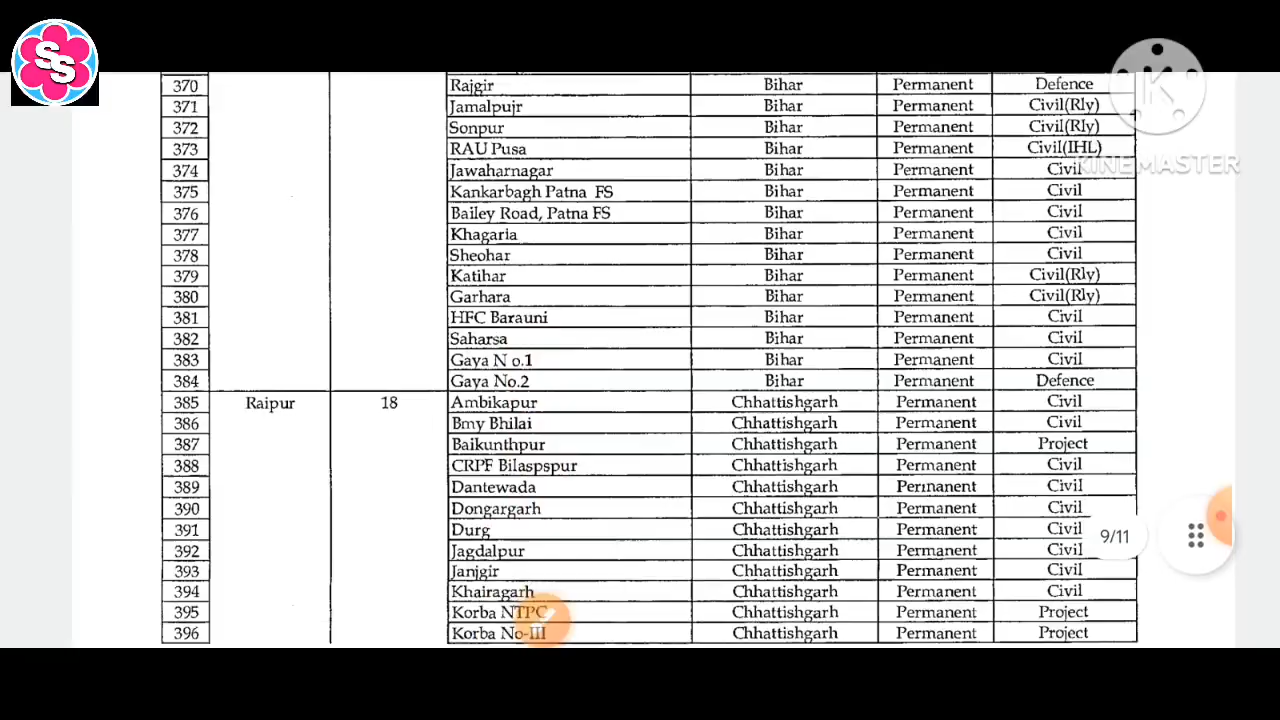 SS
KINEMASTER
370 Rajgir Bihar Permanent Defence
371 Jamalpujr Bihar Permanent Civil(Rly)
372 Sonpur Bihar Permanent Civil(Rly)
373 RAU Pusa Bihar Permanent Civil(IHL)
374 Jawaharnagar Bihar Permanent Civil
375 Kankarbagh Patna FS Bihar Permanent Civil
376 Bailey Road, Patna FS Bihar Permanent Civil
377 Khagaria Bihar Permanent Civil
378 Sheohar Bihar Permanent Civil
379 Katihar Bihar Permanent Civil(Rly)
380 Garhara Bihar Permanent Civil(Rly)
381 HFC Barauni Bihar Permanent Civil
382 Saharsa Bihar Permanent Civil
383 Gaya N o.1 Bihar Permanent Civil
384 Gaya No.2 Bihar Permanent Defence
385 Raipur 18 Ambikapur Chhattishgarh Permanent Civil
386 Bmy Bhilai Chhattishgarh Permanent Civil
387 Baikunthpur Chhattishgarh Permanent Project
388 CRPF Bilaspspur Chhattishgarh Permanent Civil
389 Dantewada Chhattishgarh Permanent Civil
390 Dongargarh Chhattishgarh Permanent Civil
391 Durg Chhattishgarh Permanent Civil
9/11
392 Jagdalpur Chhattishgarh Permanent Civil
393 Janjgir Chhattishgarh Permanent Civil
394 Khairagarh Chhattishgarh Permanent Civil
395 Korba NTPC Chhattishgarh Permanent Project
396 Korba No-III Chhattishgarh Permanent Project